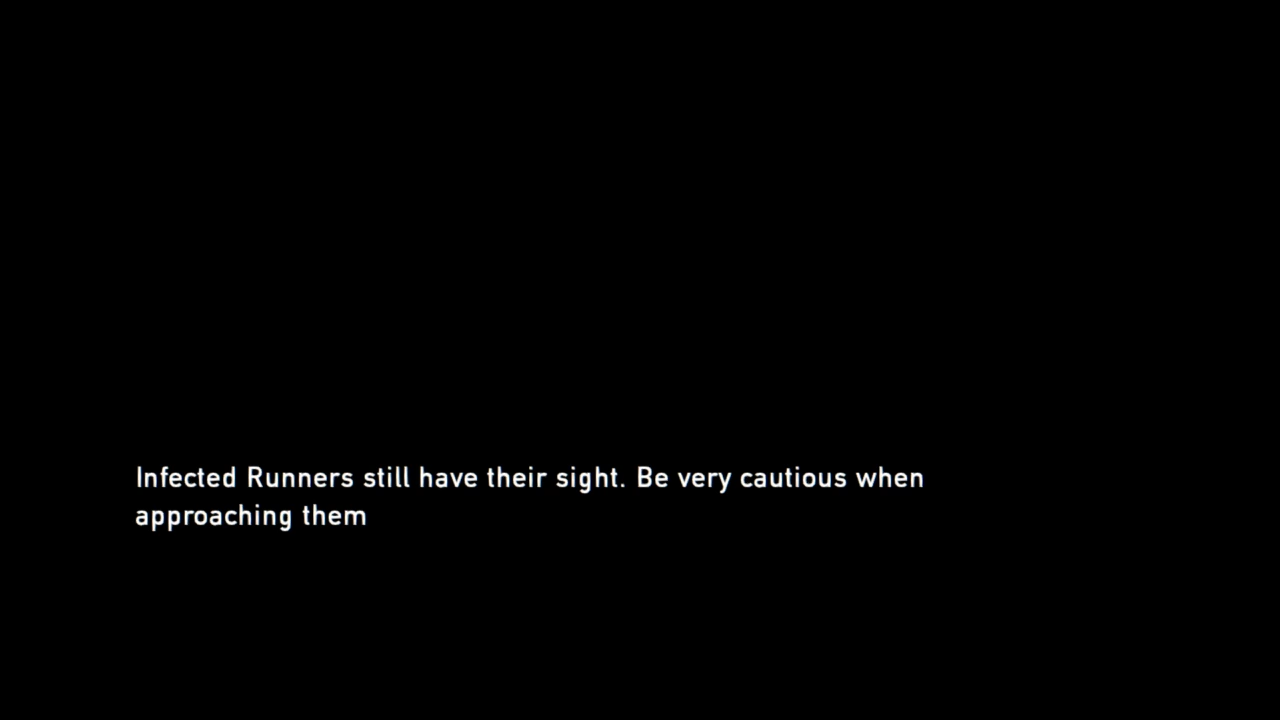 Infected Runners still have their sight. Be very cautious when
approaching them